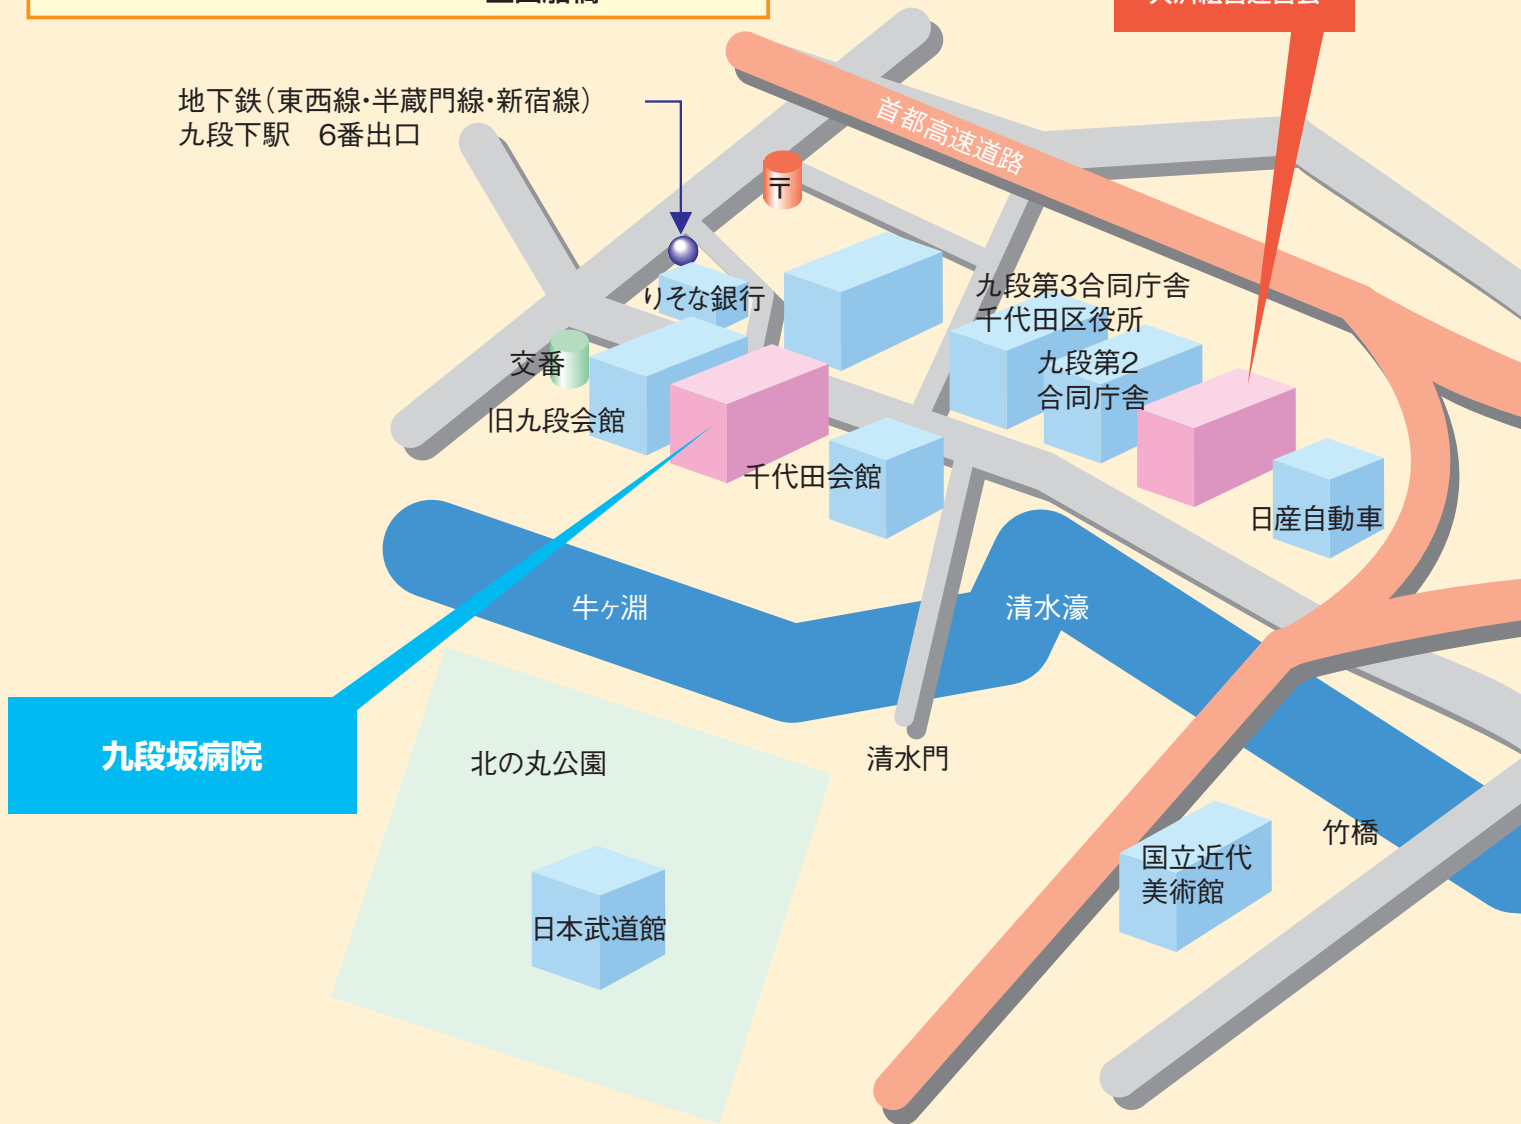 地下鉄（東西線・半蔵門線・新宿線）
九段下駅　6番出口
首都高速道路
〒
りそな銀行
九段第3合同庁舎
千代田区役所
交番
九段第2
合同庁舎
旧九段会館
千代田会館
日産自動車
牛ヶ淵
清水濠
九段坂病院
北の丸公園
清水門
竹橋
国立近代
美術館
日本武道館